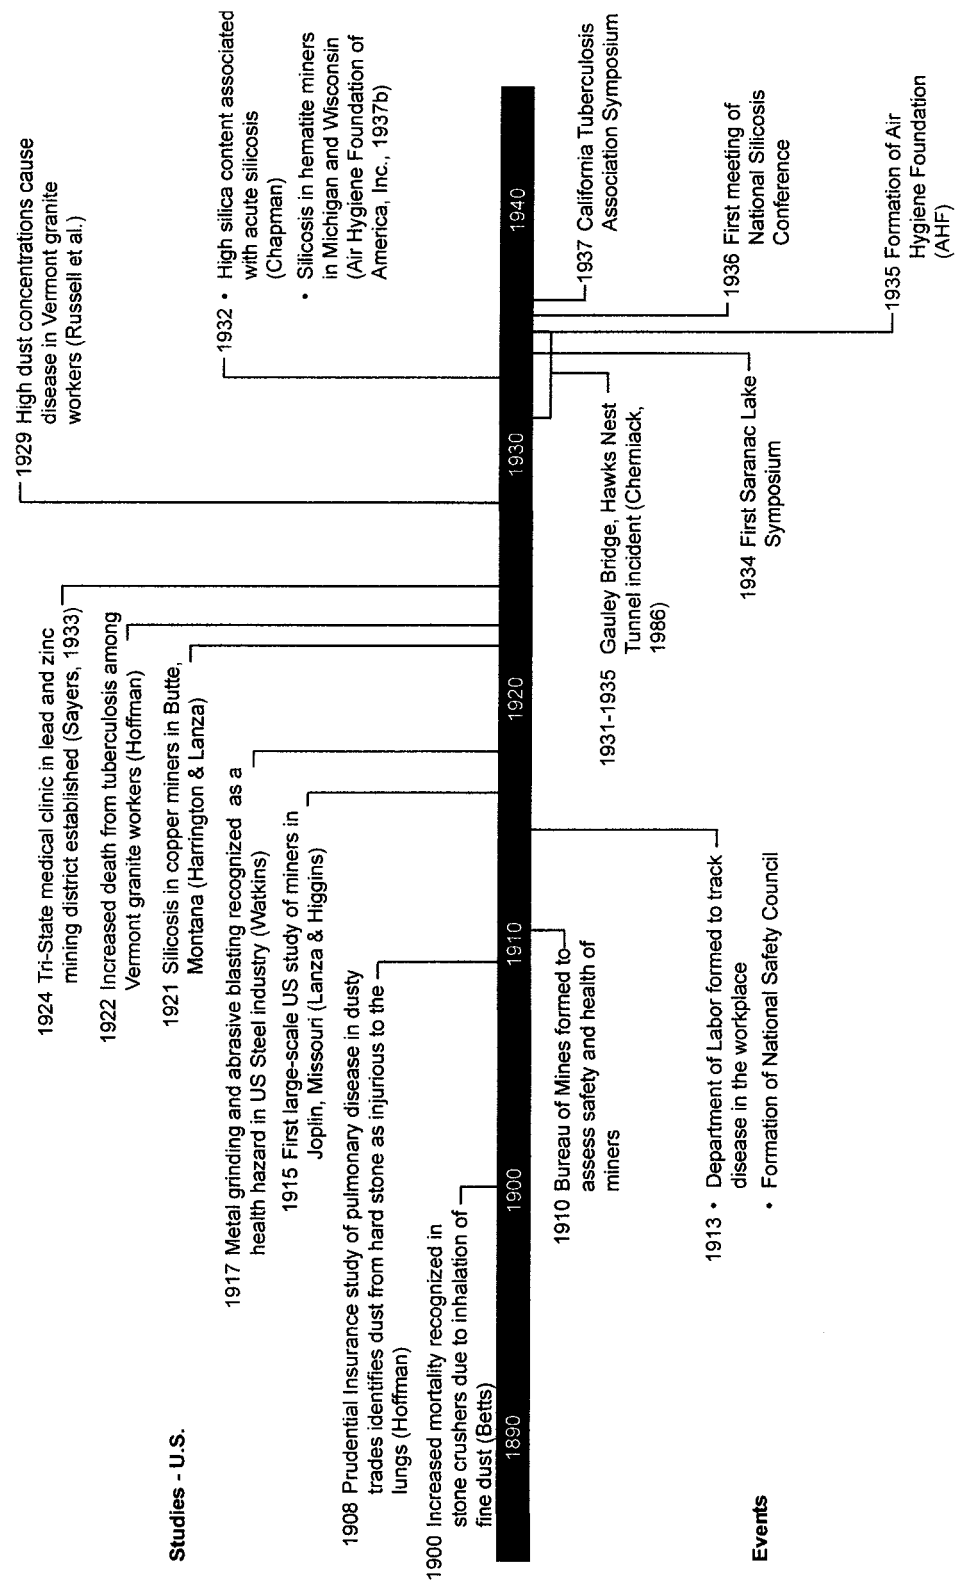 Studies - U.S.
1900 Increased mortality recognized in
stone crushers due to inhalation of
fine dust (Betts)
1908 Prudential Insurance study of pulmonary disease in dusty
trades identifies dust from hard stone as injurious to the
lungs (Hoffman)
1915 First large-scale US study of miners in
Joplin, Missouri (Lanza & Higgins)
1917 Metal grinding and abrasive blasting recognized as a
health hazard in US Steel industry (Watkins)
1921 Silicosis in copper miners in Butte,
Montana (Harrington & Lanza)
1922 Increased death from tuberculosis among
Vermont granite workers (Hoffman)
1924 Tri-State medical clinic in lead and zinc
mining district established (Sayers, 1933)
1929 High dust concentrations cause
disease in Vermont granite
workers (Russell et al.)
1932 • High silica content associated
with acute silicosis
(Chapman)
• Silicosis in hematite miners
in Michigan and Wisconsin
(Air Hygiene Foundation of
America, Inc., 1937b)
1890 1900 1910 1920 1930 1940
Events
1910 Bureau of Mines formed to
assess safety and health of
miners
1913 • Department of Labor formed to track
disease in the workplace
• Formation of National Safety Council
1931-1935 Gauley Bridge, Hawks Nest
Tunnel incident (Cherniack,
1986)
1934 First Saranac Lake
Symposium
1935 Formation of Air
Hygiene Foundation
(AHF)
1936 First meeting of
National Silicosis
Conference
1937 California Tuberculosis
Association Symposium